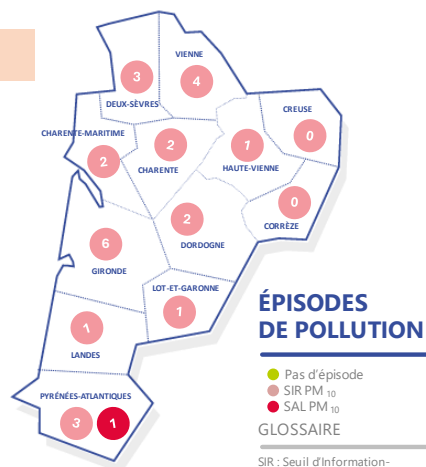 VIENNE
3
4
DEUX-SÈVRES
CREUSE
CHARENTE-MARITIME
2
2
1
0
CHARENTE
HAUTE-VIENNE
0
2
CORRÈZE
6
DORDOGNE
GIRONDE
LOT-ET-GARONNE
1
1
LANDES
PYRÉNÉES-ATLANTIQUES
3
1
ÉPISODES
DE POLLUTION
Pas d'épisode
SIR PM 10
SAL PM 10
GLOSSAIRE
SIR : Seuil d'Information-